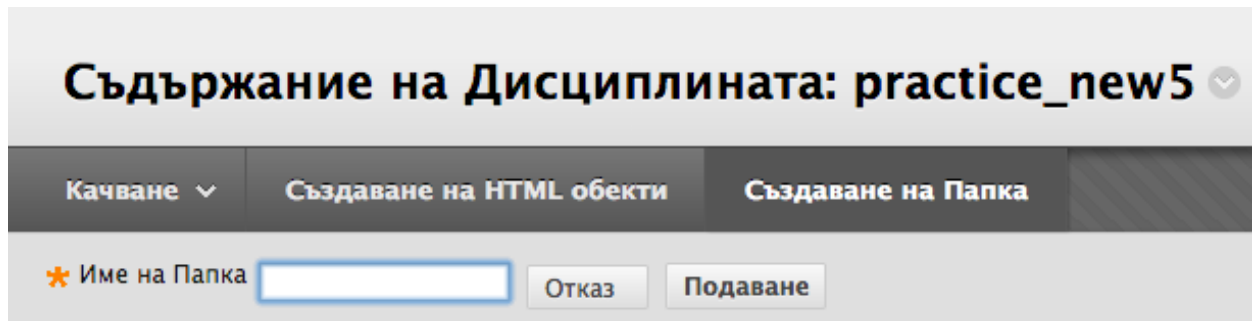 Съдържание на Дисциплината: practice_new5
Качване Създаване на HTML обекти Създаване на Папка
* Име на Папка Отказ Подаване